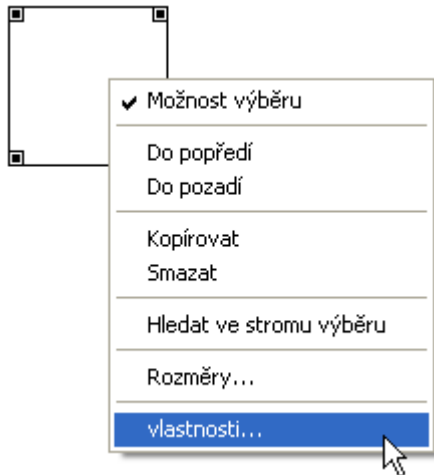 Možnost výběru
Do popředí
Do pozadí
Kopírovat
Smazat
Hledat ve stromu výběru
Rozměry...
vlastnosti...